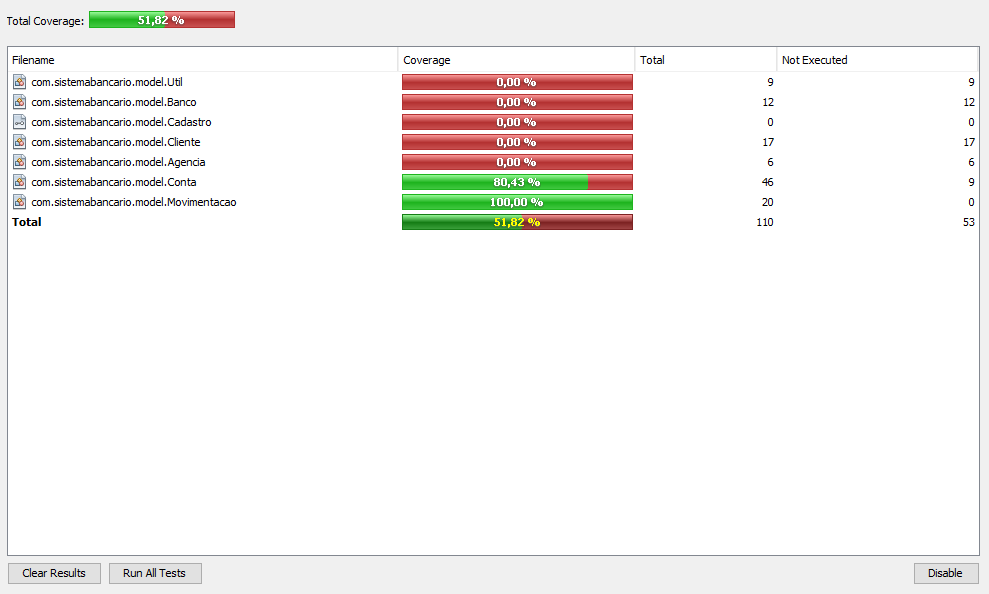 Total Coverage: 51,82 %
Filename Coverage Total Not Executed
com.sistemabancario.model.Util 0,00 % 9 9
com.sistemabancario.model.Banco 0,00 % 12 12
com.sistemabancario.model.Cadastro 0,00 % 0 0
com.sistemabancario.model.Cliente 0,00 % 17 17
com.sistemabancario.model.Agencia 0,00 % 6 6
com.sistemabancario.model.Conta 80,43 % 46 9
com.sistemabancario.model.Movimentacao 100,00 % 20 0
Total 51,82 % 110 53
Clear Results Run All Tests Disable